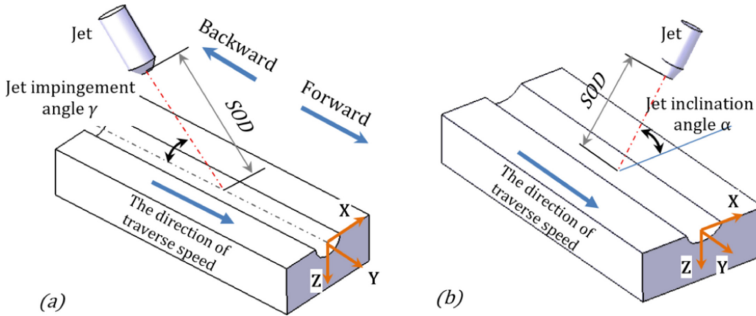 Jet
Backward
Jet impingement
angle γ
SOD
Forward
The direction of
traverse speed
X
Y
Z
(a)
Jet
SOD
Jet inclination
angle α
The direction of
traverse speed
X
Y
Z
(b)